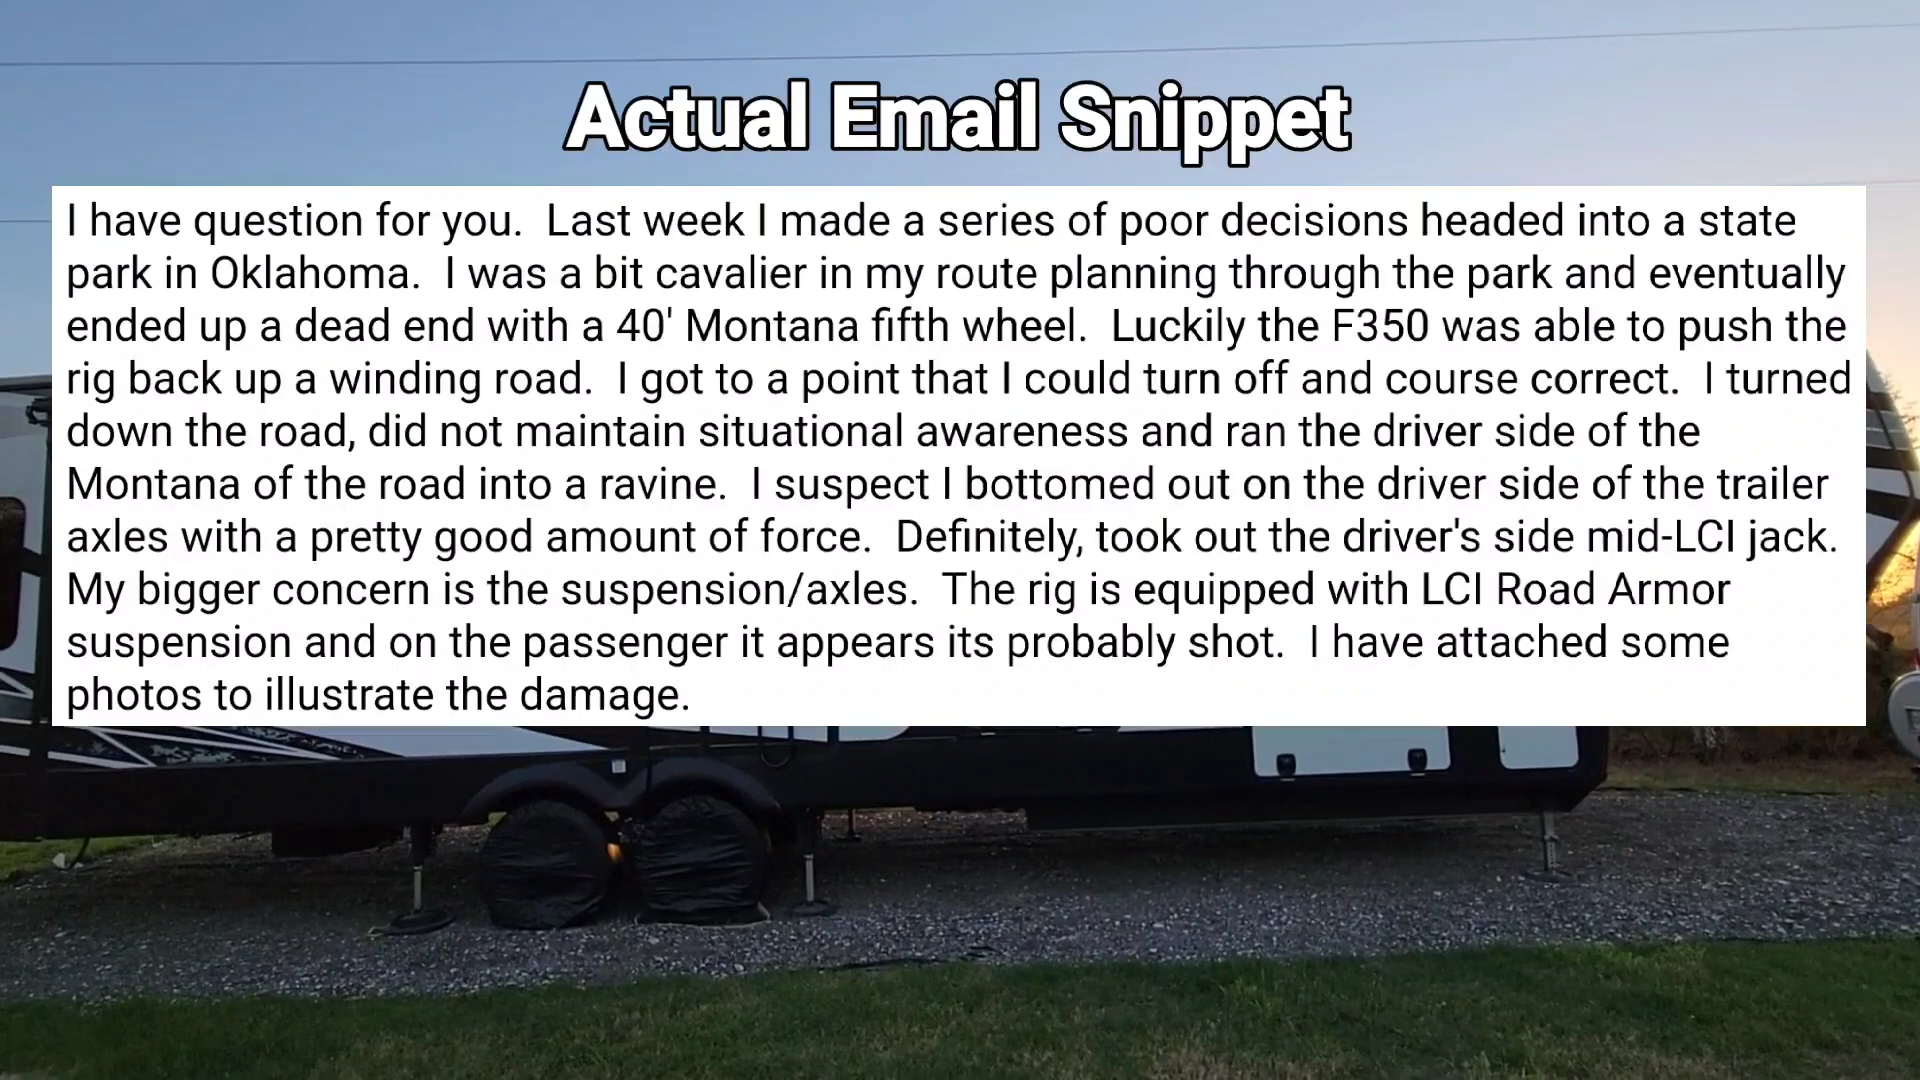 Actual Email Snippet
I have question for you.  Last week I made a series of poor decisions headed into a state
park in Oklahoma.  I was a bit cavalier in my route planning through the park and eventually
ended up a dead end with a 40' Montana fifth wheel.  Luckily the F350 was able to push the
rig back up a winding road.  I got to a point that I could turn off and course correct.  I turned
down the road, did not maintain situational awareness and ran the driver side of the
Montana of the road into a ravine.  I suspect I bottomed out on the driver side of the trailer
axles with a pretty good amount of force.  Definitely, took out the driver's side mid-LCI jack.
My bigger concern is the suspension/axles.  The rig is equipped with LCI Road Armor
suspension and on the passenger it appears its probably shot.  I have attached some
photos to illustrate the damage.